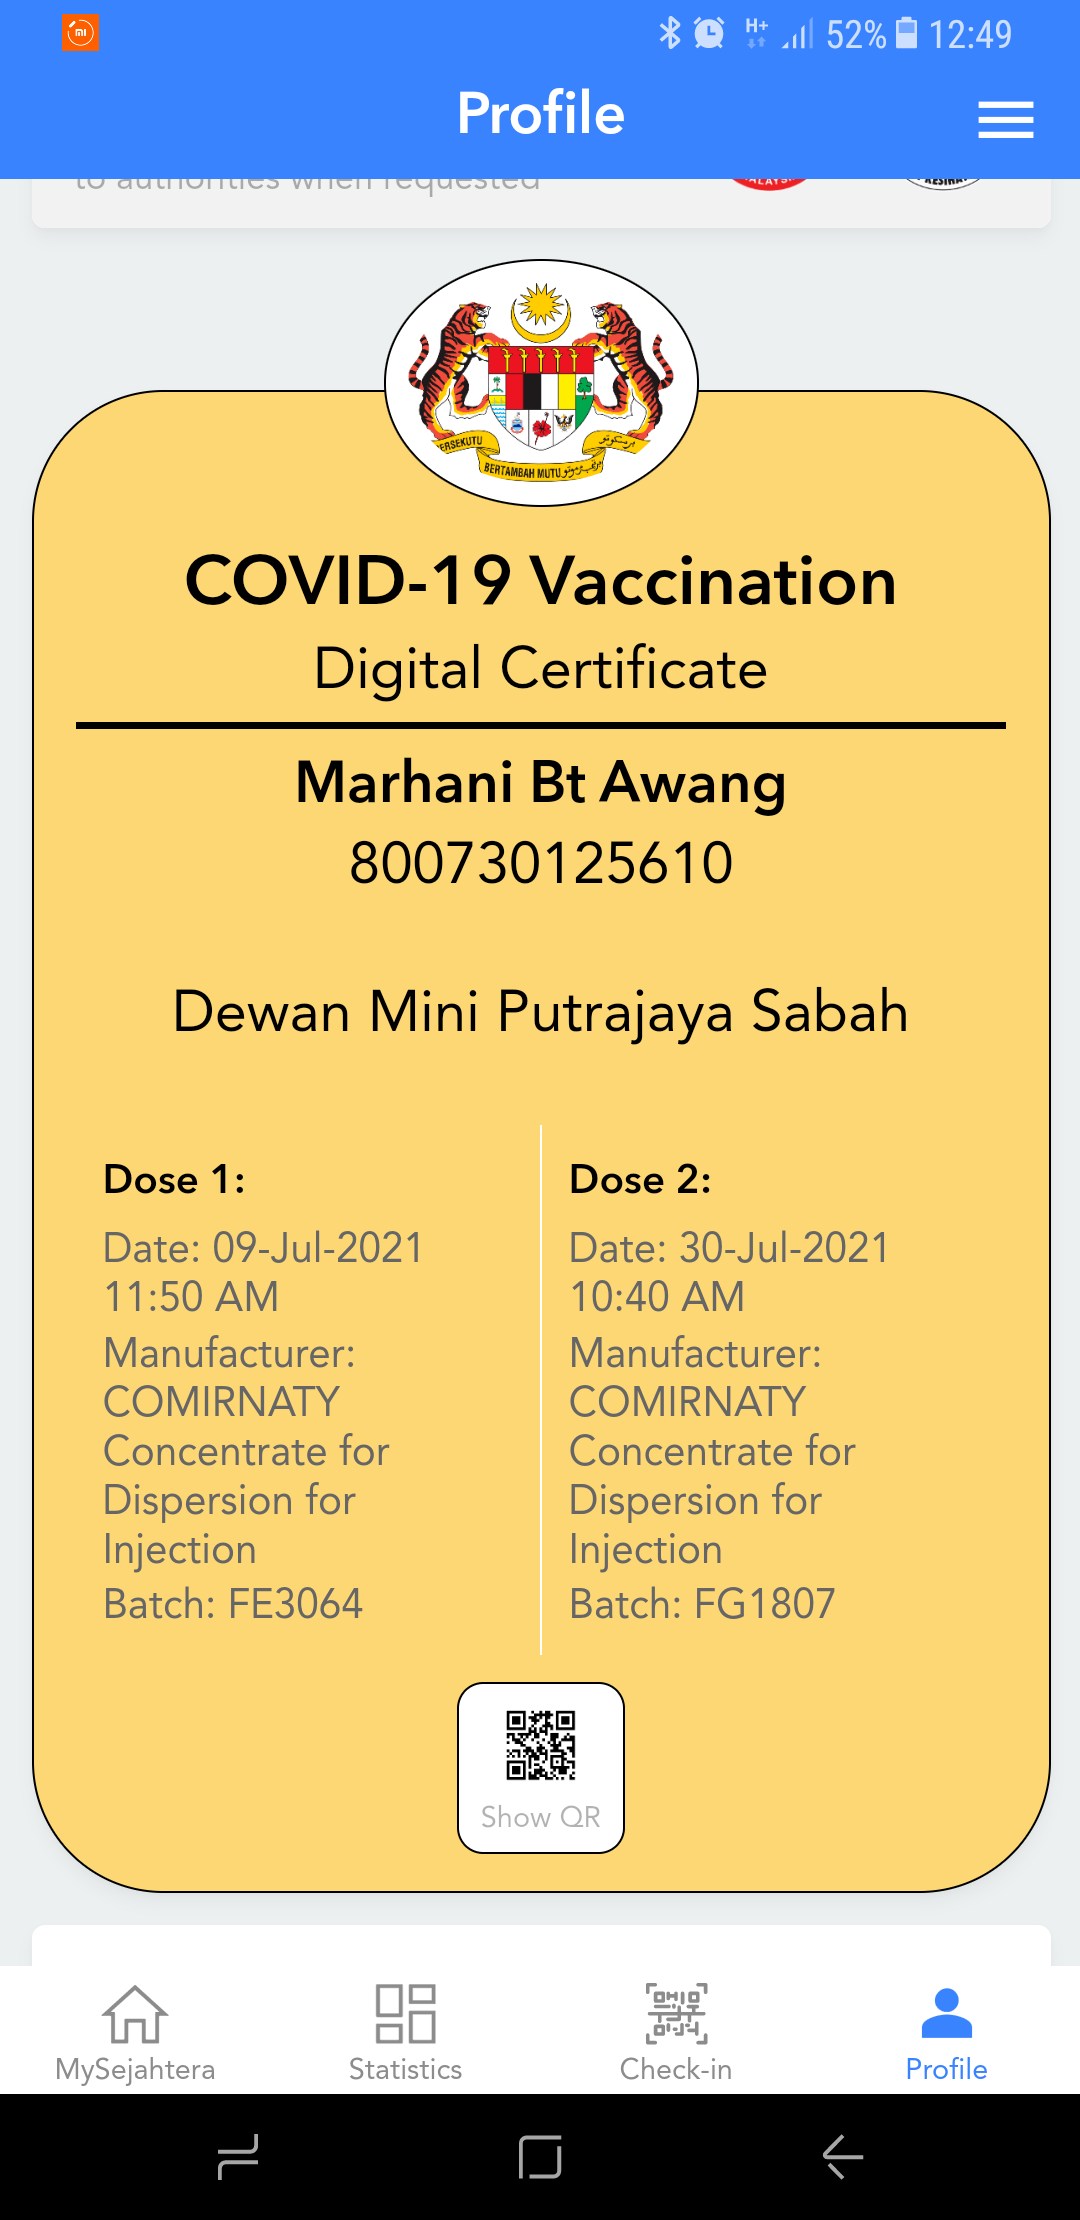 52% 12:49
Profile
to authorities when requested
COVID-19 Vaccination
Digital Certificate
Marhani Bt Awang
800730125610
Dewan Mini Putrajaya Sabah
Dose 1:
Date: 09-Jul-2021
11:50 AM
Manufacturer:
COMIRNATY
Concentrate for
Dispersion for
Injection
Batch: FE3064
Dose 2:
Date: 30-Jul-2021
10:40 AM
Manufacturer:
COMIRNATY
Concentrate for
Dispersion for
Injection
Batch: FG1807
Show QR
MySejahtera
Statistics
Check-in
Profile
BERTAMBAH MUTU
H+